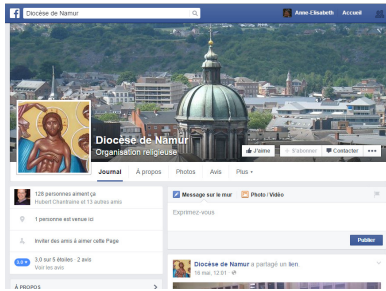 Diocèse de Namur
Anne-Elisabeth Accueil
Diocèse de Namur
Organisation religieuse
J'aime
S'abonner
Contacter
Journal À propos Photos Avis Plus
128 personnes aiment ça
Hubert Chantraine et 13 autres amis
1 personne est venue ici
Inviter des amis à aimer cette Page
3,0 3,0 sur 5 étoiles · 2 avis
Voir les avis
À PROPOS
Message sur le mur Photo / Vidéo
Exprimez-vous
Publier
Diocèse de Namur a partagé un lien.
16 mai, 12:01